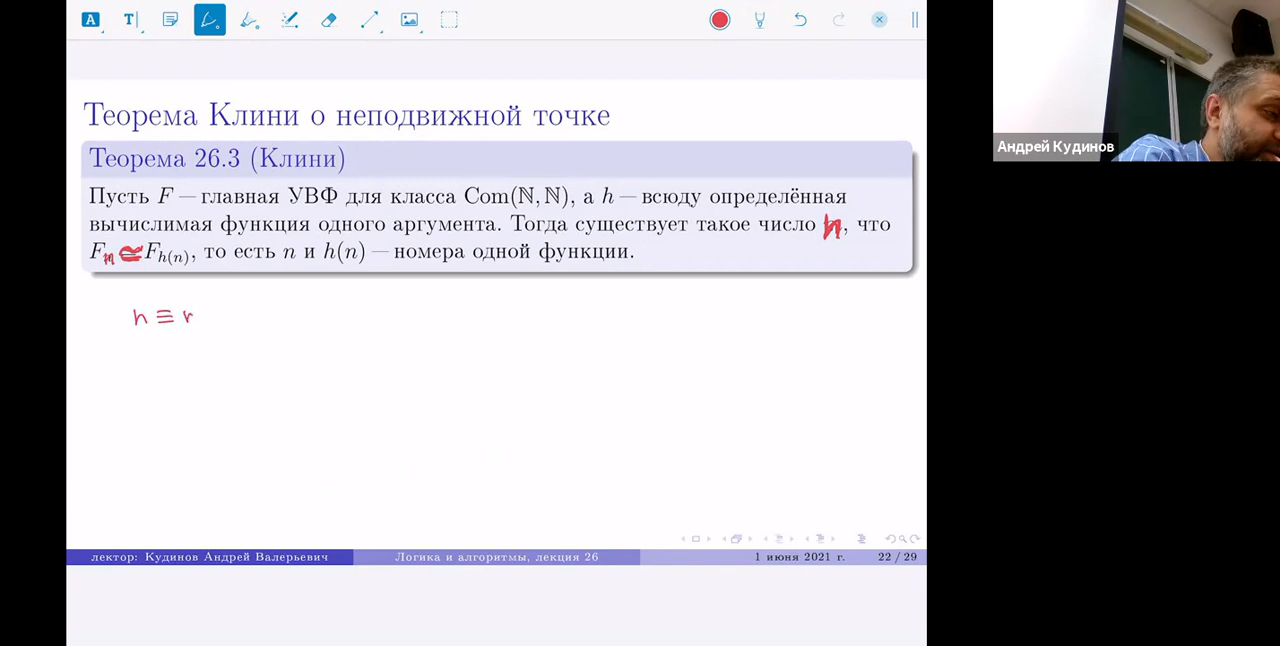 Теорема Клини о неподвижной точке
Теорема 26.3 (Клини)
Пусть F — главная УВФ для класса Com(ℕ, ℕ), а h — всюду определённая
вычислимая функция одного аргумента. Тогда существует такое число n, что
Fₙ ≅ F_{h(n)}, то есть n и h(n) — номера одной функции.
n ≡
лектор: Кудинов Андрей Валерьевич
Логика и алгоритмы, лекция 26
1 июня 2021 г.
22 / 29
Андрей Кудинов